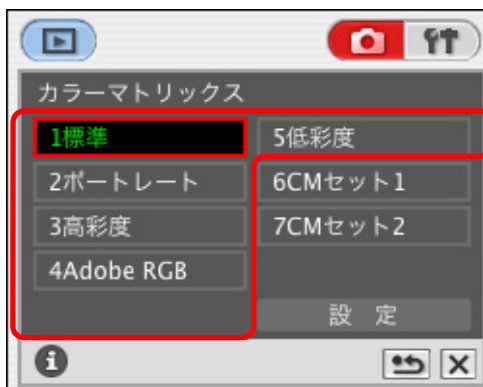 カラーマトリックス
1標準
2ポートレート
3高彩度
4Adobe RGB
5低彩度
6CMセット1
7CMセット2
設 定